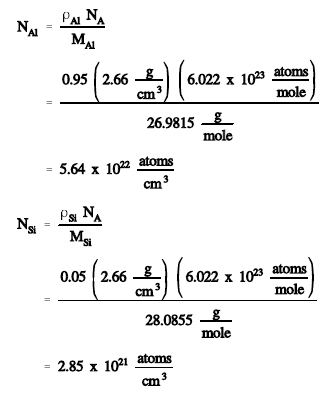 N_Al = ρ_Al N_A / M_Al
= 0.95 (2.66 g/cm³) (6.022 x 10²³ atoms/mole) / 26.9815 g/mole
= 5.64 x 10²² atoms/cm³
N_Si = ρ_Si N_A / M_Si
= 0.05 (2.66 g/cm³) (6.022 x 10²³ atoms/mole) / 28.0855 g/mole
= 2.85 x 10²¹ atoms/cm³